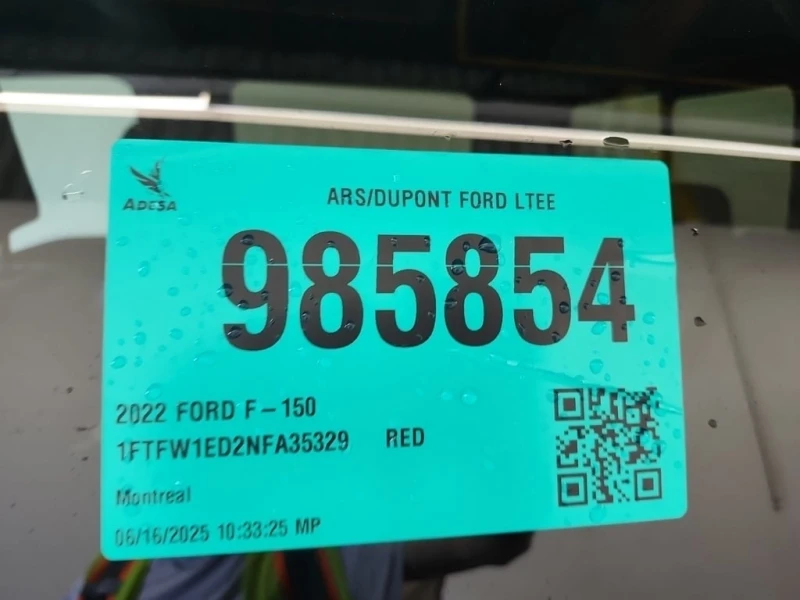 ADESA
ARS/DUPONT FORD LTEE
985854
2022 FORD F-150
1FTFW1ED2NFA35329 RED
Montreal
06/16/2025 10:33:25 MP